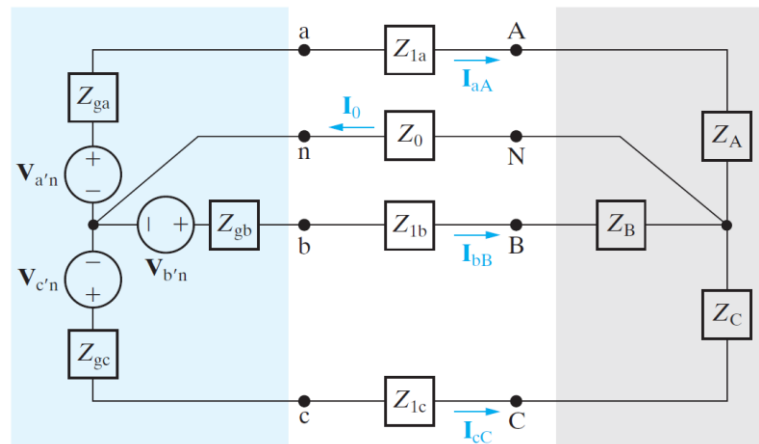 a Z1a A
IaA
Zga
I0
n Z0 N
ZA
+
Va′n
−
− + Zgb b Z1b B ZB
Vb′n
IbB
−
Vc′n
+
ZC
Zgc
c Z1c C
IcC